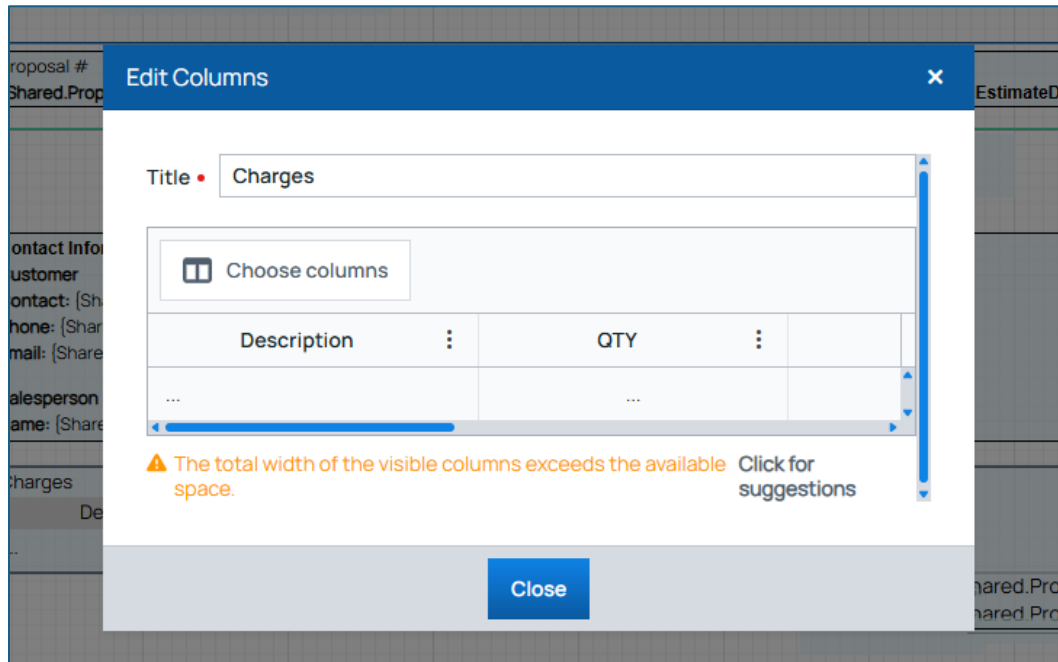 roposal #
Shared.Prop
EstimateD
Edit Columns
Title
Charges
Choose columns
Description
QTY
...
...
The total width of the visible columns exceeds the available
space.
Click for
suggestions
Close
ontact Infor
ustomer
ontact: {Sha
hone: {Shar
mail: {Share
alesperson
ame: {Share
Charges
De
...
hared.Pro
hared.Pro